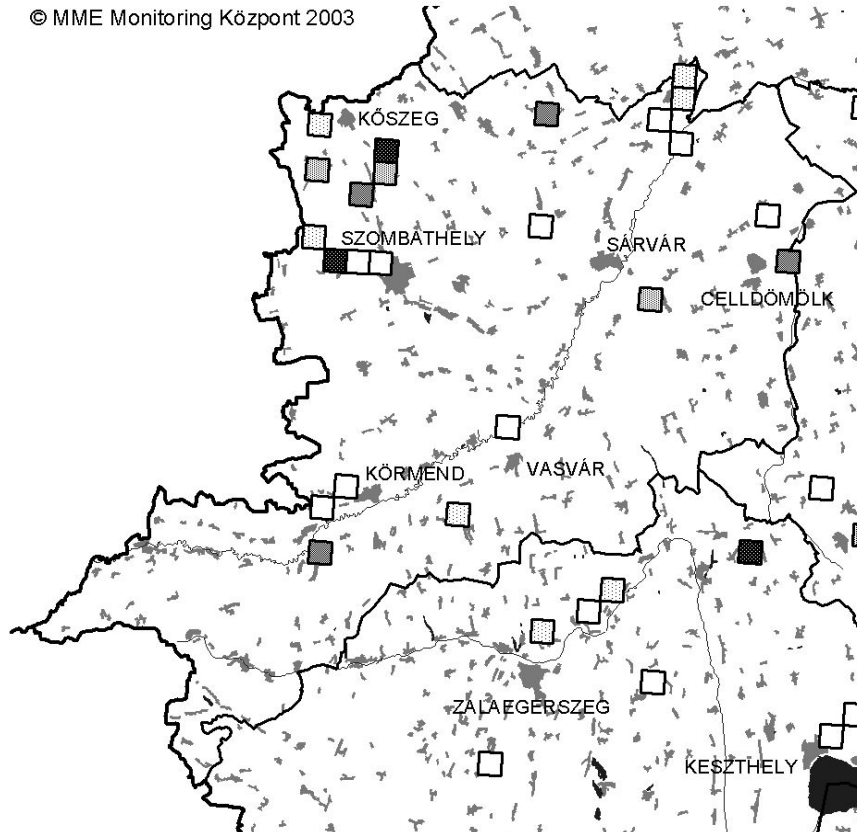 © MME Monitoring Központ 2003
KŐSZEG
SZOMBATHELY
SÁRVÁR
CELLDÖMÖLK
KÖRMEND
VASVÁR
ZALAEGERSZEG
KESZTHELY